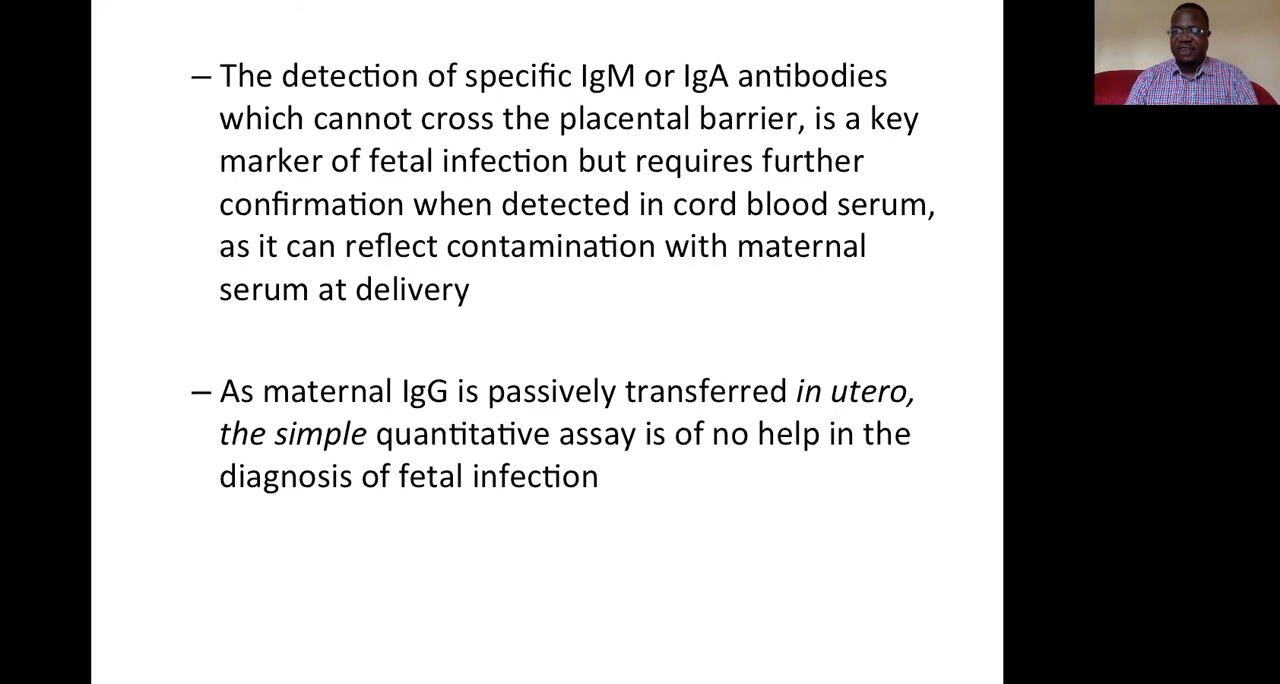 – The detection of specific IgM or IgA antibodies
which cannot cross the placental barrier, is a key
marker of fetal infection but requires further
confirmation when detected in cord blood serum,
as it can reflect contamination with maternal
serum at delivery
– As maternal IgG is passively transferred in utero,
the simple quantitative assay is of no help in the
diagnosis of fetal infection